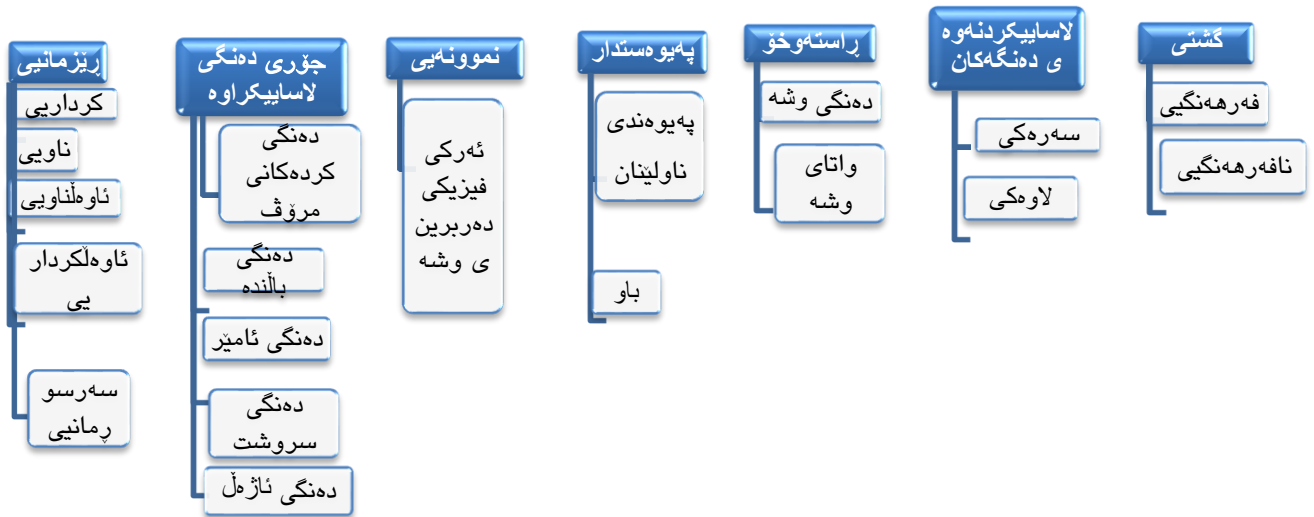 گشتی
فەرهەنگیی
نافەرهەنگیی
لاساییکردنەوە
ی دەنگەکان
سەرەکی
لاوەکی
ڕاستەوخۆ
دەنگی وشە
واتای
وشە
پەیوەستدار
پەیوەندی
ناولێنان
باو
نموونەیی
ئەرکی
فیزیکی
دەربرین
ی وشە
جۆری دەنگی
لاساییکراوە
دەنگی
کردەکانی
مرۆڤ
دەنگی
باڵندە
دەنگی ئامێر
دەنگی
سروشت
دەنگی ئاژەڵ
ڕێزمانیی
کرداریی
ناویی
ئاوەڵناویی
ئاوەڵکردار
یی
سەرسو
ڕمانیی